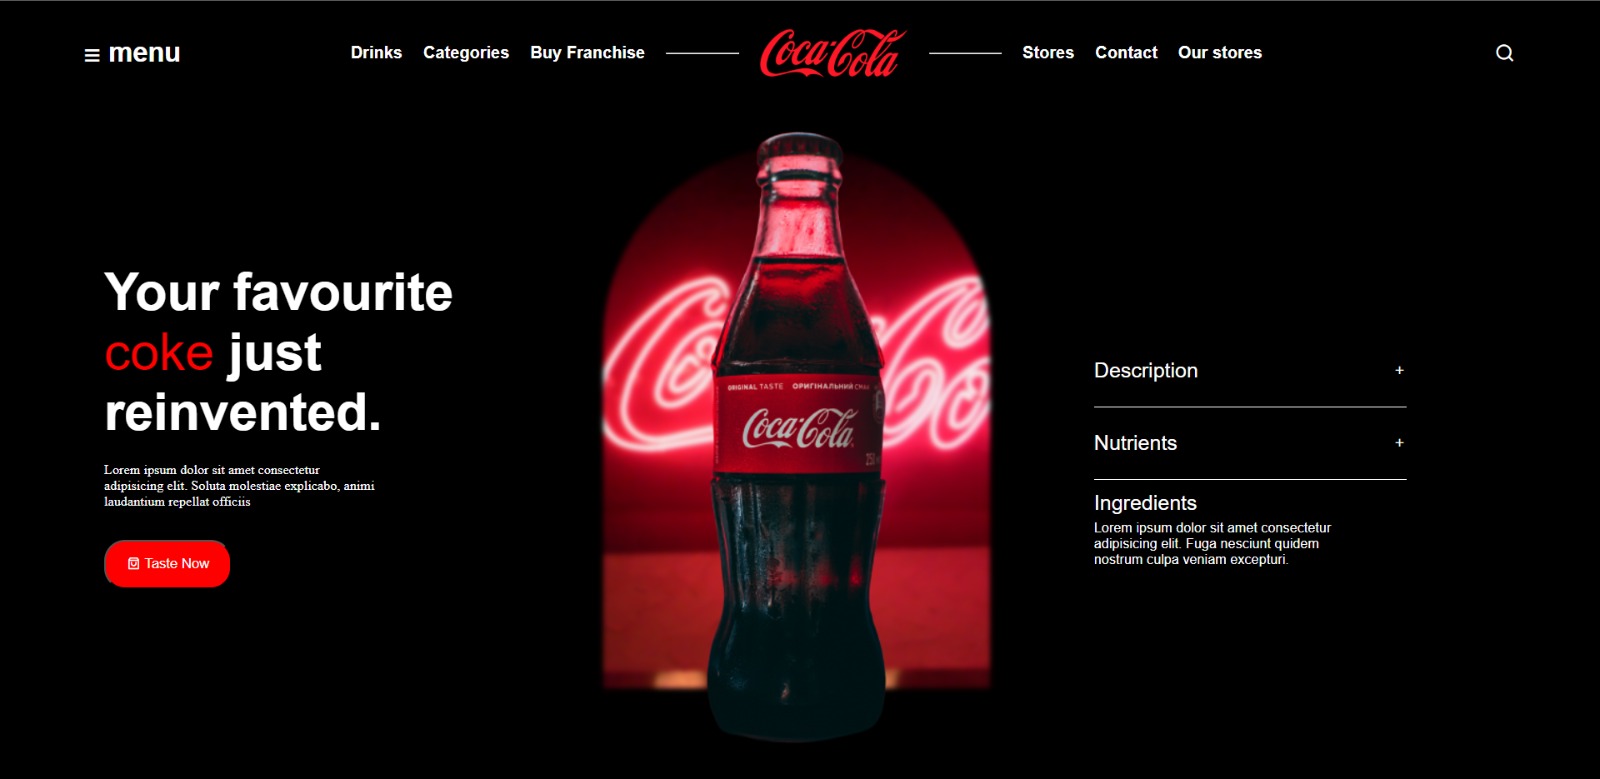 menu
Drinks Categories Buy Franchise Coca-Cola Stores Contact Our stores
Your favourite
coke just
reinvented.
Lorem ipsum dolor sit amet consectetur
adipisicing elit. Soluta molestiae explicabo, animi
laudantium repellat officiis
Taste Now
ORIGINAL TASTE ОРИГІНАЛЬНИЙ
Coca-Cola
Description +
Nutrients +
Ingredients
Lorem ipsum dolor sit amet consectetur
adipisicing elit. Fuga nesciunt quidem
nostrum culpa veniam excepturi.